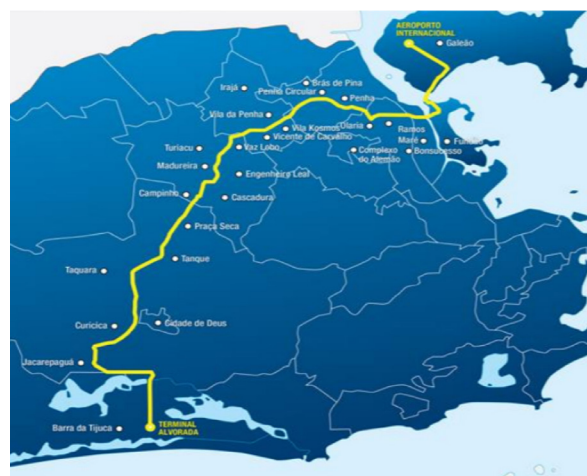 AEROPORTO
INTERNACIONAL
Galeão
Brás de Pina
Irajá
Penha Circular
Penha
Vila da Penha
Vila Kosmos
Olaria
Ramos
Vicente de Carvalho
Maré
Fundão
Turiacu
Vaz Lobo
Complexo
do Alemão
Bonsucesso
Madureira
Engenheiro Leal
Campinho
Cascadura
Praça Seca
Tanque
Taquara
Curicica
Cidade de Deus
Jacarepaguá
Barra da Tijuca
TERMINAL
ALVORADA